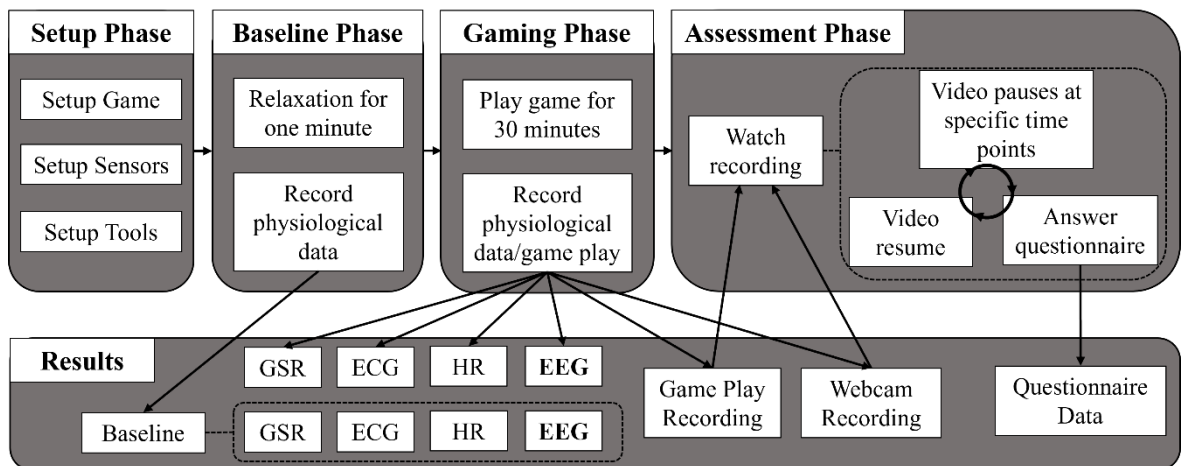 Setup Phase
Setup Game
Setup Sensors
Setup Tools
Baseline Phase
Relaxation for
one minute
Record
physiological
data
Gaming Phase
Play game for
30 minutes
Record
physiological
data/game play
Assessment Phase
Watch
recording
Video pauses at
specific time
points
Answer
questionnaire
Video
resume
Results
GSR
ECG
HR
EEG
Baseline
GSR
ECG
HR
EEG
Game Play
Recording
Webcam
Recording
Questionnaire
Data